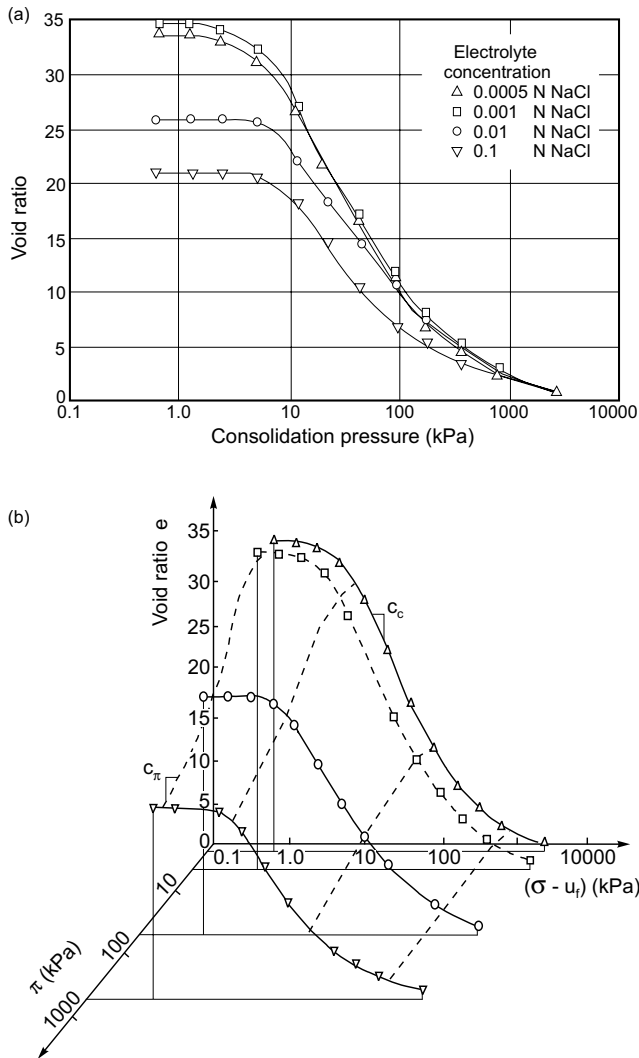 (a)
35
30
25
20
15
10
5
0
Void ratio
Electrolyte
concentration
△ 0.0005 N NaCl
□ 0.001 N NaCl
○ 0.01 N NaCl
▽ 0.1 N NaCl
0.1 1.0 10 100 1000 10000
Consolidation pressure (kPa)
(b)
Void ratio e
35
30
25
20
15
10
5
0
c_c
c_π
0.1 1.0 10 100 1000 10000
(σ - u_f) (kPa)
10
100
1000
π (kPa)